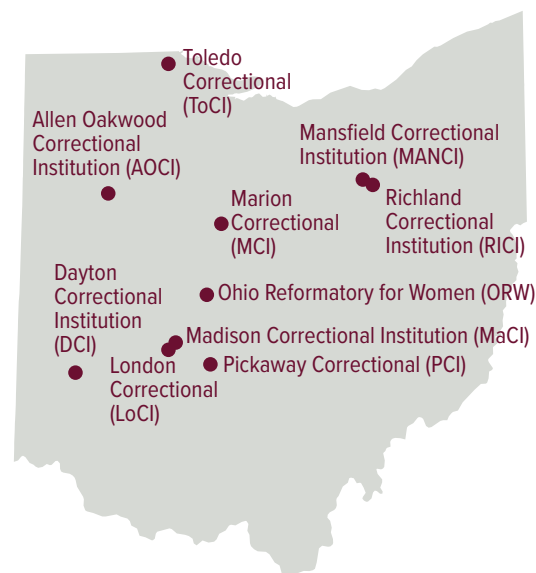 Toledo
Correctional
(ToCI)
Allen Oakwood
Correctional
Institution (AOCI)
Mansfield Correctional
Institution (MANCI)
Richland
Correctional
Institution (RICI)
Marion
Correctional
(MCI)
Dayton
Correctional
Institution
(DCI)
Ohio Reformatory for Women (ORW)
Madison Correctional Institution (MaCI)
London
Correctional
(LoCI)
Pickaway Correctional (PCI)